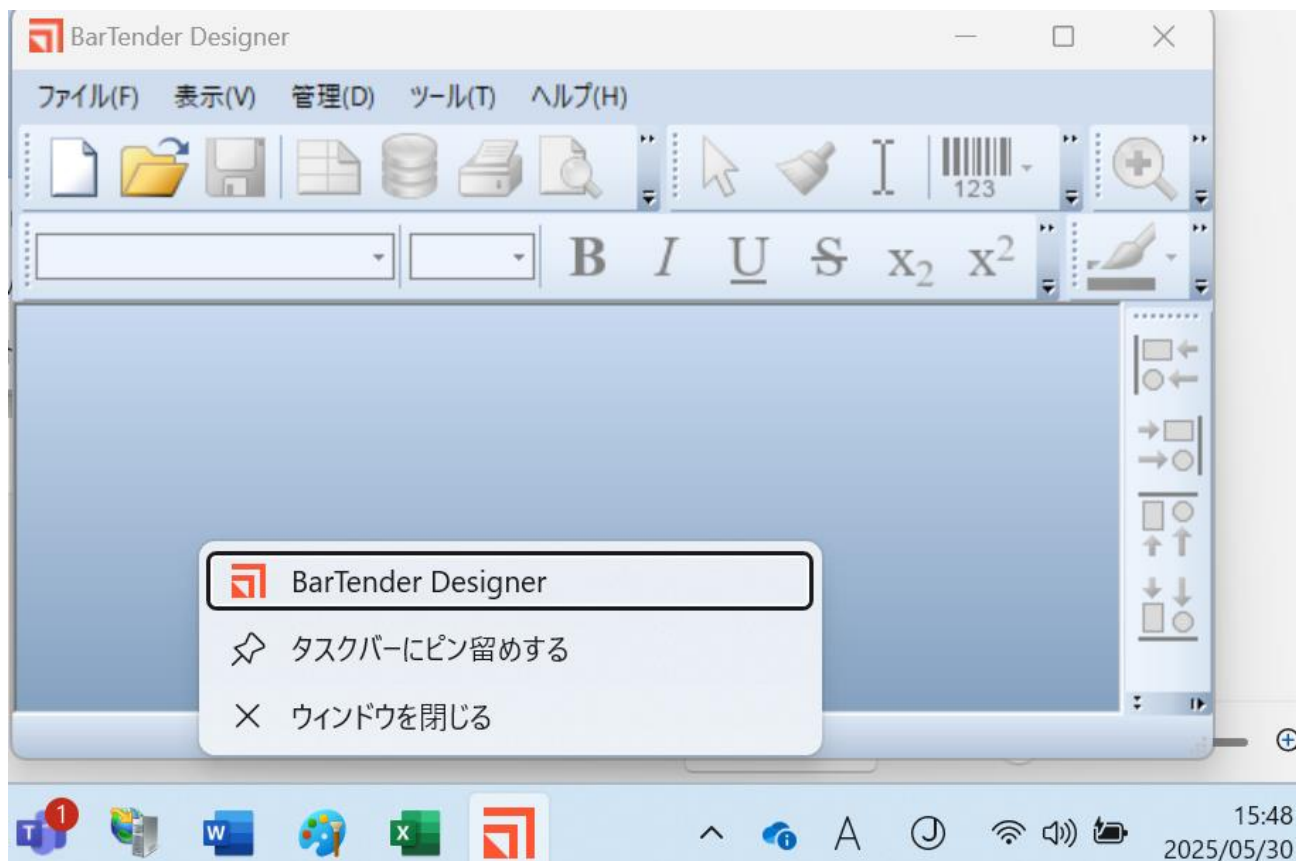 BarTender Designer
ファイル(F) 表示(V) 管理(D) ツール(T) ヘルプ(H)
123
B I U S X₂ X²
BarTender Designer
タスクバーにピン留めする
ウィンドウを閉じる
1
T W X A J
15:48
2025/05/30